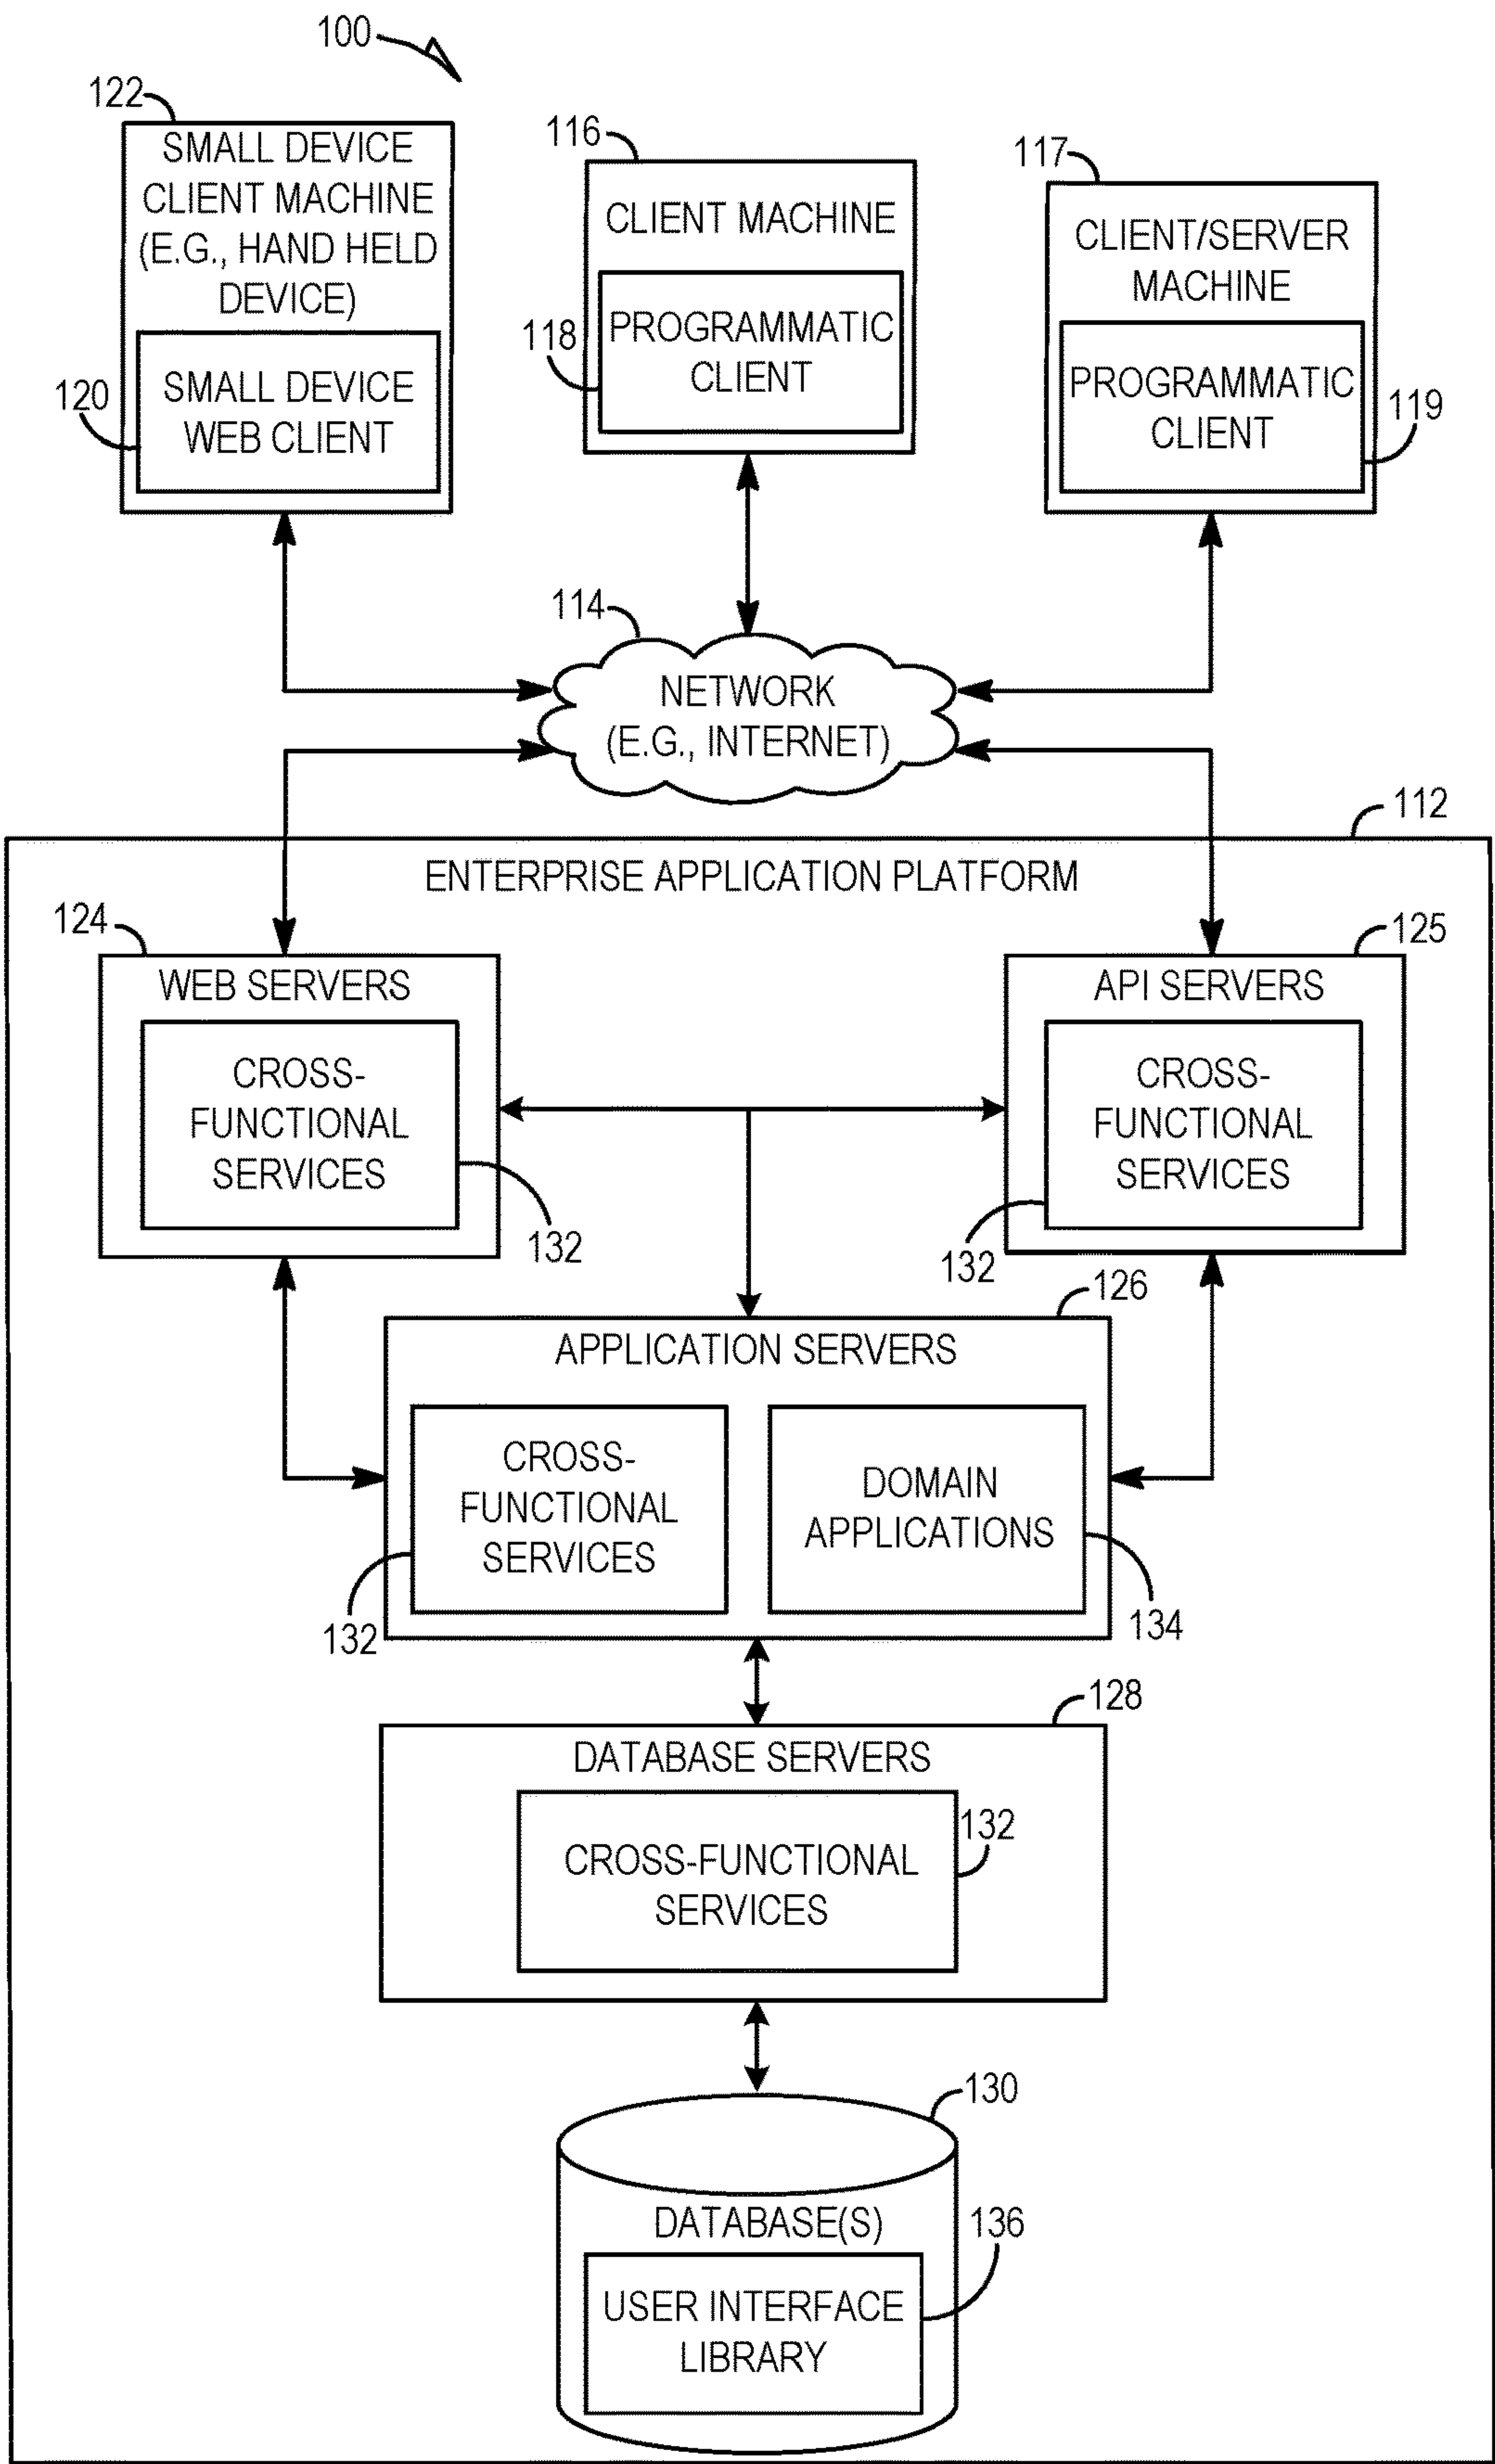 100
122
SMALL DEVICE
CLIENT MACHINE
(E.G., HAND HELD
DEVICE)
120
SMALL DEVICE
WEB CLIENT
116
CLIENT MACHINE
118
PROGRAMMATIC
CLIENT
117
CLIENT/SERVER
MACHINE
PROGRAMMATIC
CLIENT
119
114
NETWORK
(E.G., INTERNET)
112
ENTERPRISE APPLICATION PLATFORM
124
WEB SERVERS
CROSS-
FUNCTIONAL
SERVICES
132
125
API SERVERS
CROSS-
FUNCTIONAL
SERVICES
132
126
APPLICATION SERVERS
CROSS-
FUNCTIONAL
SERVICES
132
DOMAIN
APPLICATIONS
134
128
DATABASE SERVERS
132
CROSS-FUNCTIONAL
SERVICES
130
DATABASE(S)
136
USER INTERFACE
LIBRARY